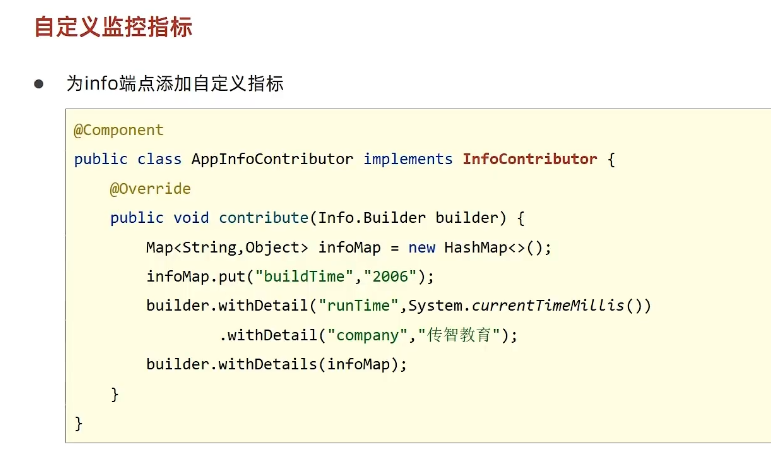 自定义监控指标
● 为info端点添加自定义指标
@Component
public class AppInfoContributor implements InfoContributor {
@Override
public void contribute(Info.Builder builder) {
Map<String,Object> infoMap = new HashMap<>();
infoMap.put("buildTime","2006");
builder.withDetail("runTime",System.currentTimeMillis())
.withDetail("company","传智教育");
builder.withDetails(infoMap);
}
}